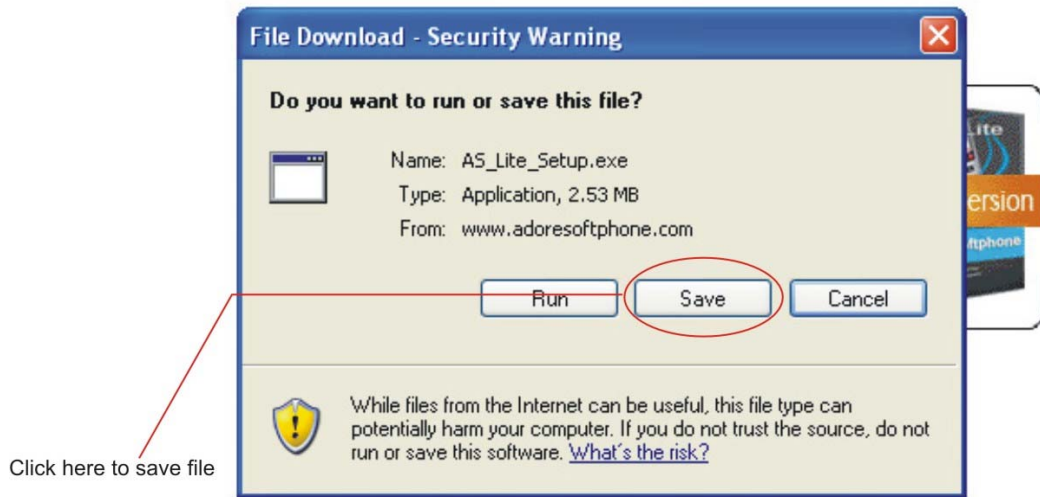 File Download - Security Warning
Do you want to run or save this file?
Name: AS_Lite_Setup.exe
Type: Application, 2.53 MB
From: www.adoresoftphone.com
Run Save Cancel
While files from the Internet can be useful, this file type can
potentially harm your computer. If you do not trust the source, do not
run or save this software. What's the risk?
Click here to save file
Lite
ersion
ftphone